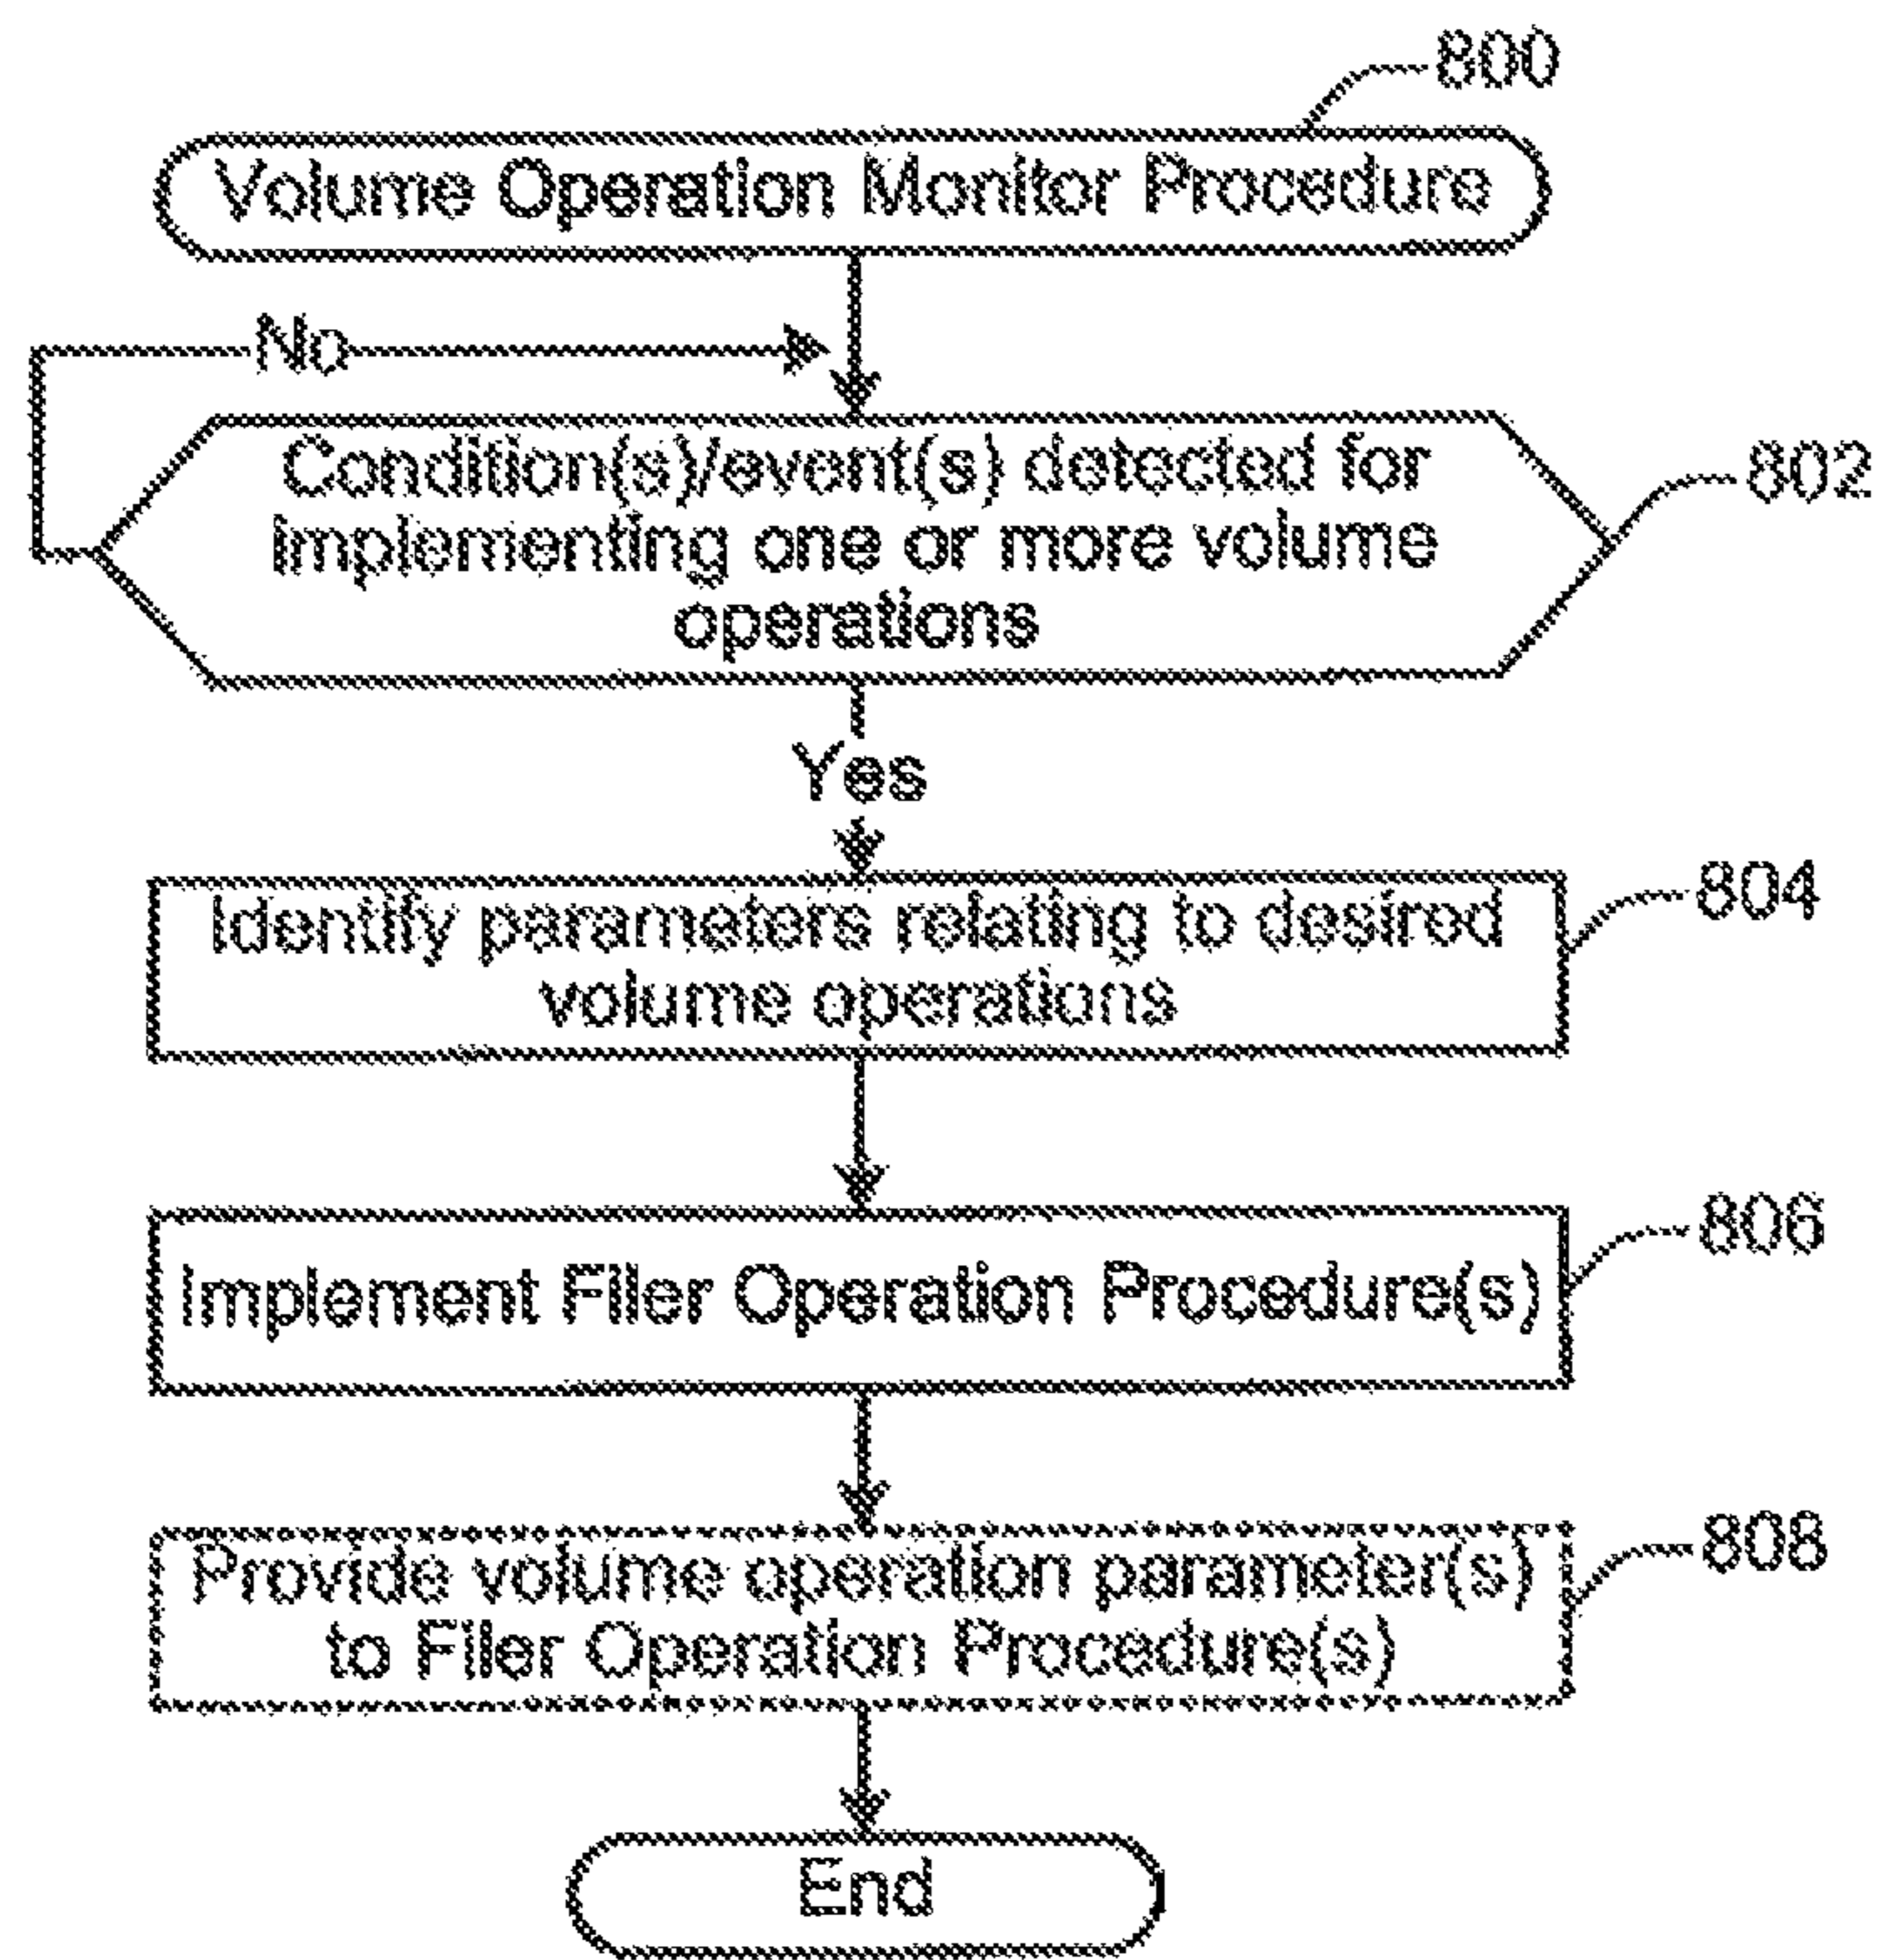 800
Volume Operation Monitor Procedure
No
Condition(s)/event(s) detected for
implementing one or more volume
operations
802
Yes
Identify parameters relating to desired
volume operations
804
Implement Filer Operation Procedure(s)
806
Provide volume operation parameter(s)
to Filer Operation Procedure(s)
808
End